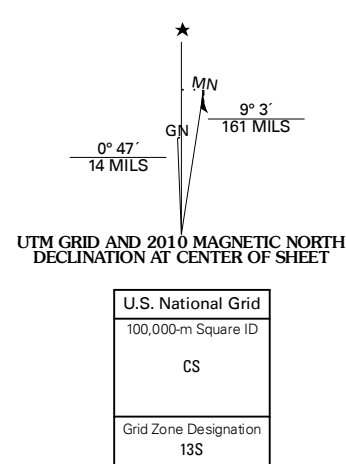 ★
MN
9° 3´
161 MILS
GN
0° 47´
14 MILS
UTM GRID AND 2010 MAGNETIC NORTH
DECLINATION AT CENTER OF SHEET
U.S. National Grid
100,000-m Square ID
CS
Grid Zone Designation
13S